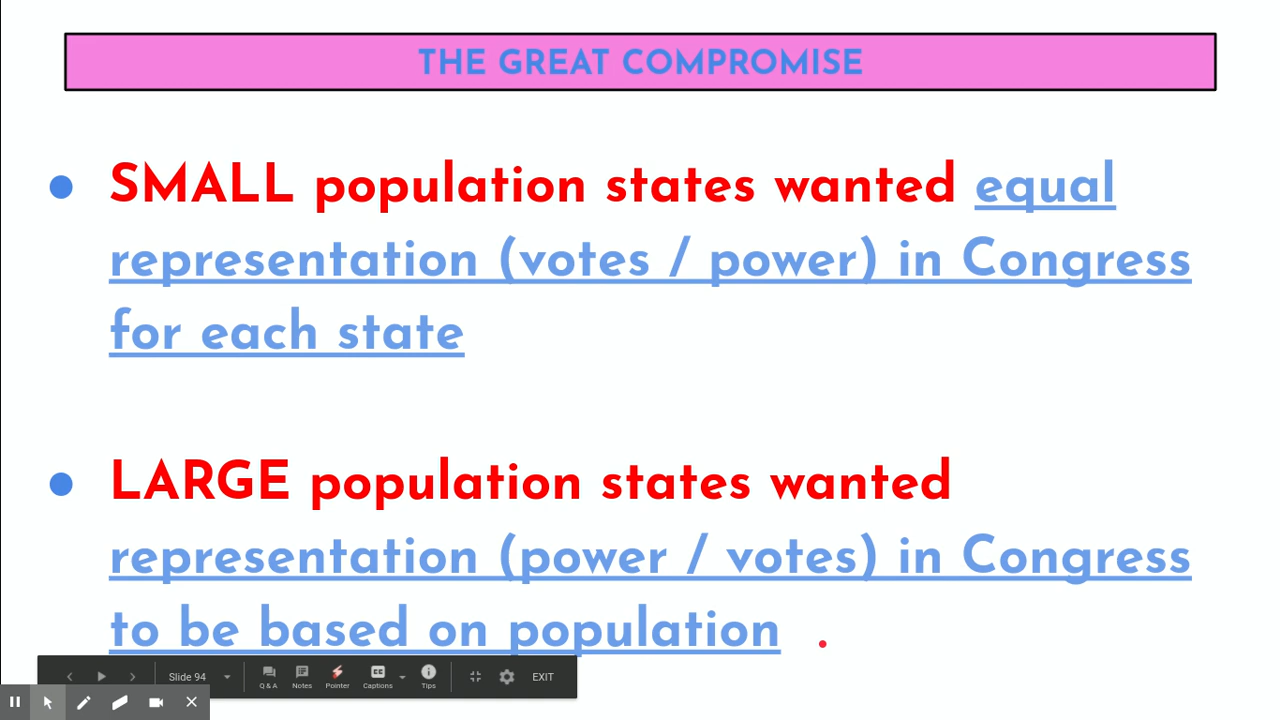 THE GREAT COMPROMISE
SMALL population states wanted equal
representation (votes / power) in Congress
for each state
LARGE population states wanted
representation (power / votes) in Congress
to be based on population
Slide 94
Q & A
Notes
Pointer
Captions
Tips
EXIT